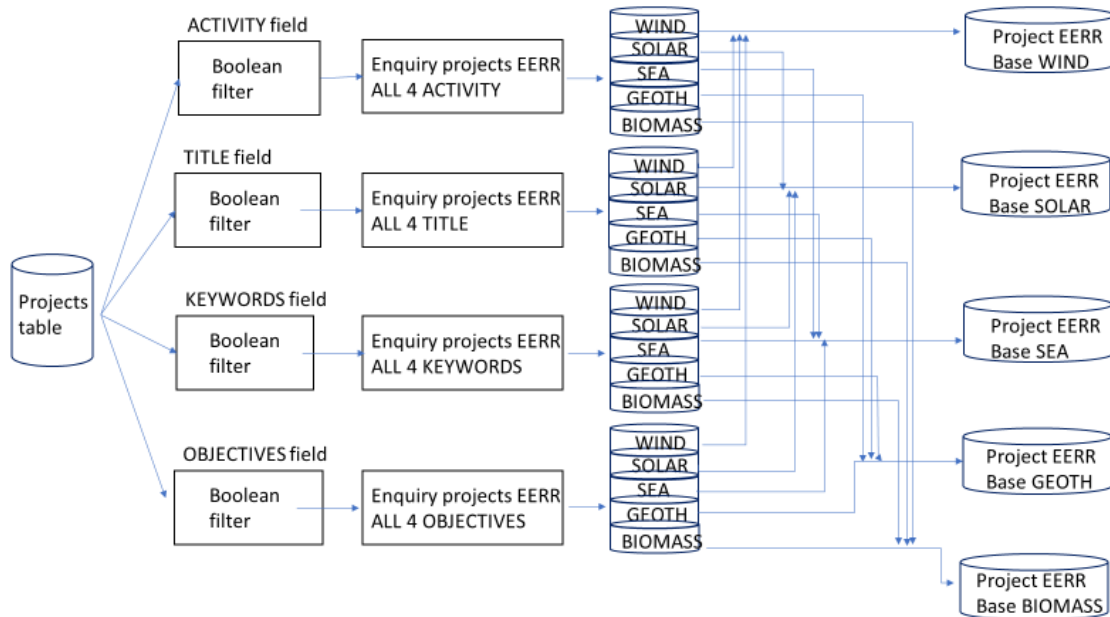 ACTIVITY field
Boolean
filter
Enquiry projects EERR
ALL 4 ACTIVITY
WIND
SOLAR
SEA
GEOTH
BIOMASS
Project EERR
Base WIND
TITLE field
Boolean
filter
Enquiry projects EERR
ALL 4 TITLE
WIND
SOLAR
SEA
GEOTH
BIOMASS
Project EERR
Base SOLAR
Projects
table
KEYWORDS field
Boolean
filter
Enquiry projects EERR
ALL 4 KEYWORDS
WIND
SOLAR
SEA
GEOTH
BIOMASS
Project EERR
Base SEA
OBJECTIVES field
Boolean
filter
Enquiry projects EERR
ALL 4 OBJECTIVES
WIND
SOLAR
SEA
GEOTH
BIOMASS
Project EERR
Base GEOTH
Project EERR
Base BIOMASS